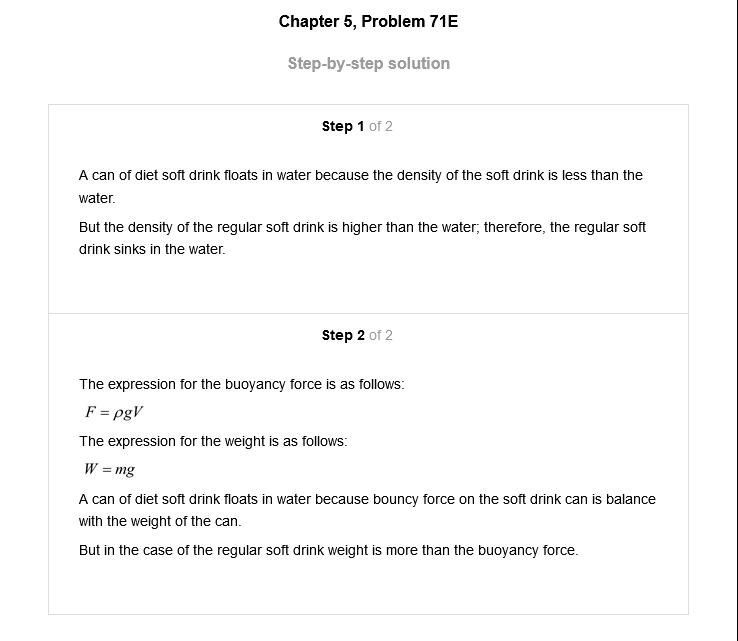 Chapter 5, Problem 71E
Step-by-step solution
Step 1 of 2
A can of diet soft drink floats in water because the density of the soft drink is less than the
water.
But the density of the regular soft drink is higher than the water; therefore, the regular soft
drink sinks in the water.
Step 2 of 2
The expression for the buoyancy force is as follows:
F = ρgV
The expression for the weight is as follows:
W = mg
A can of diet soft drink floats in water because bouncy force on the soft drink can is balance
with the weight of the can.
But in the case of the regular soft drink weight is more than the buoyancy force.